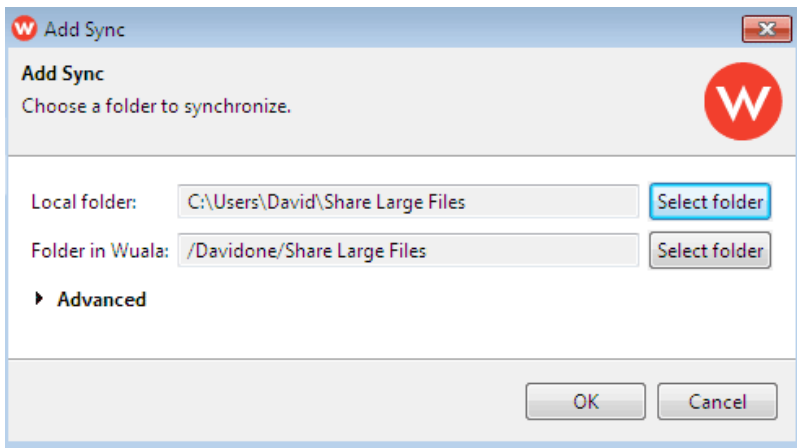 Add Sync
Add Sync
Choose a folder to synchronize.
W
Local folder: C:\Users\David\Share Large Files Select folder
Folder in Wuala: /Davidone/Share Large Files Select folder
Advanced
OK Cancel